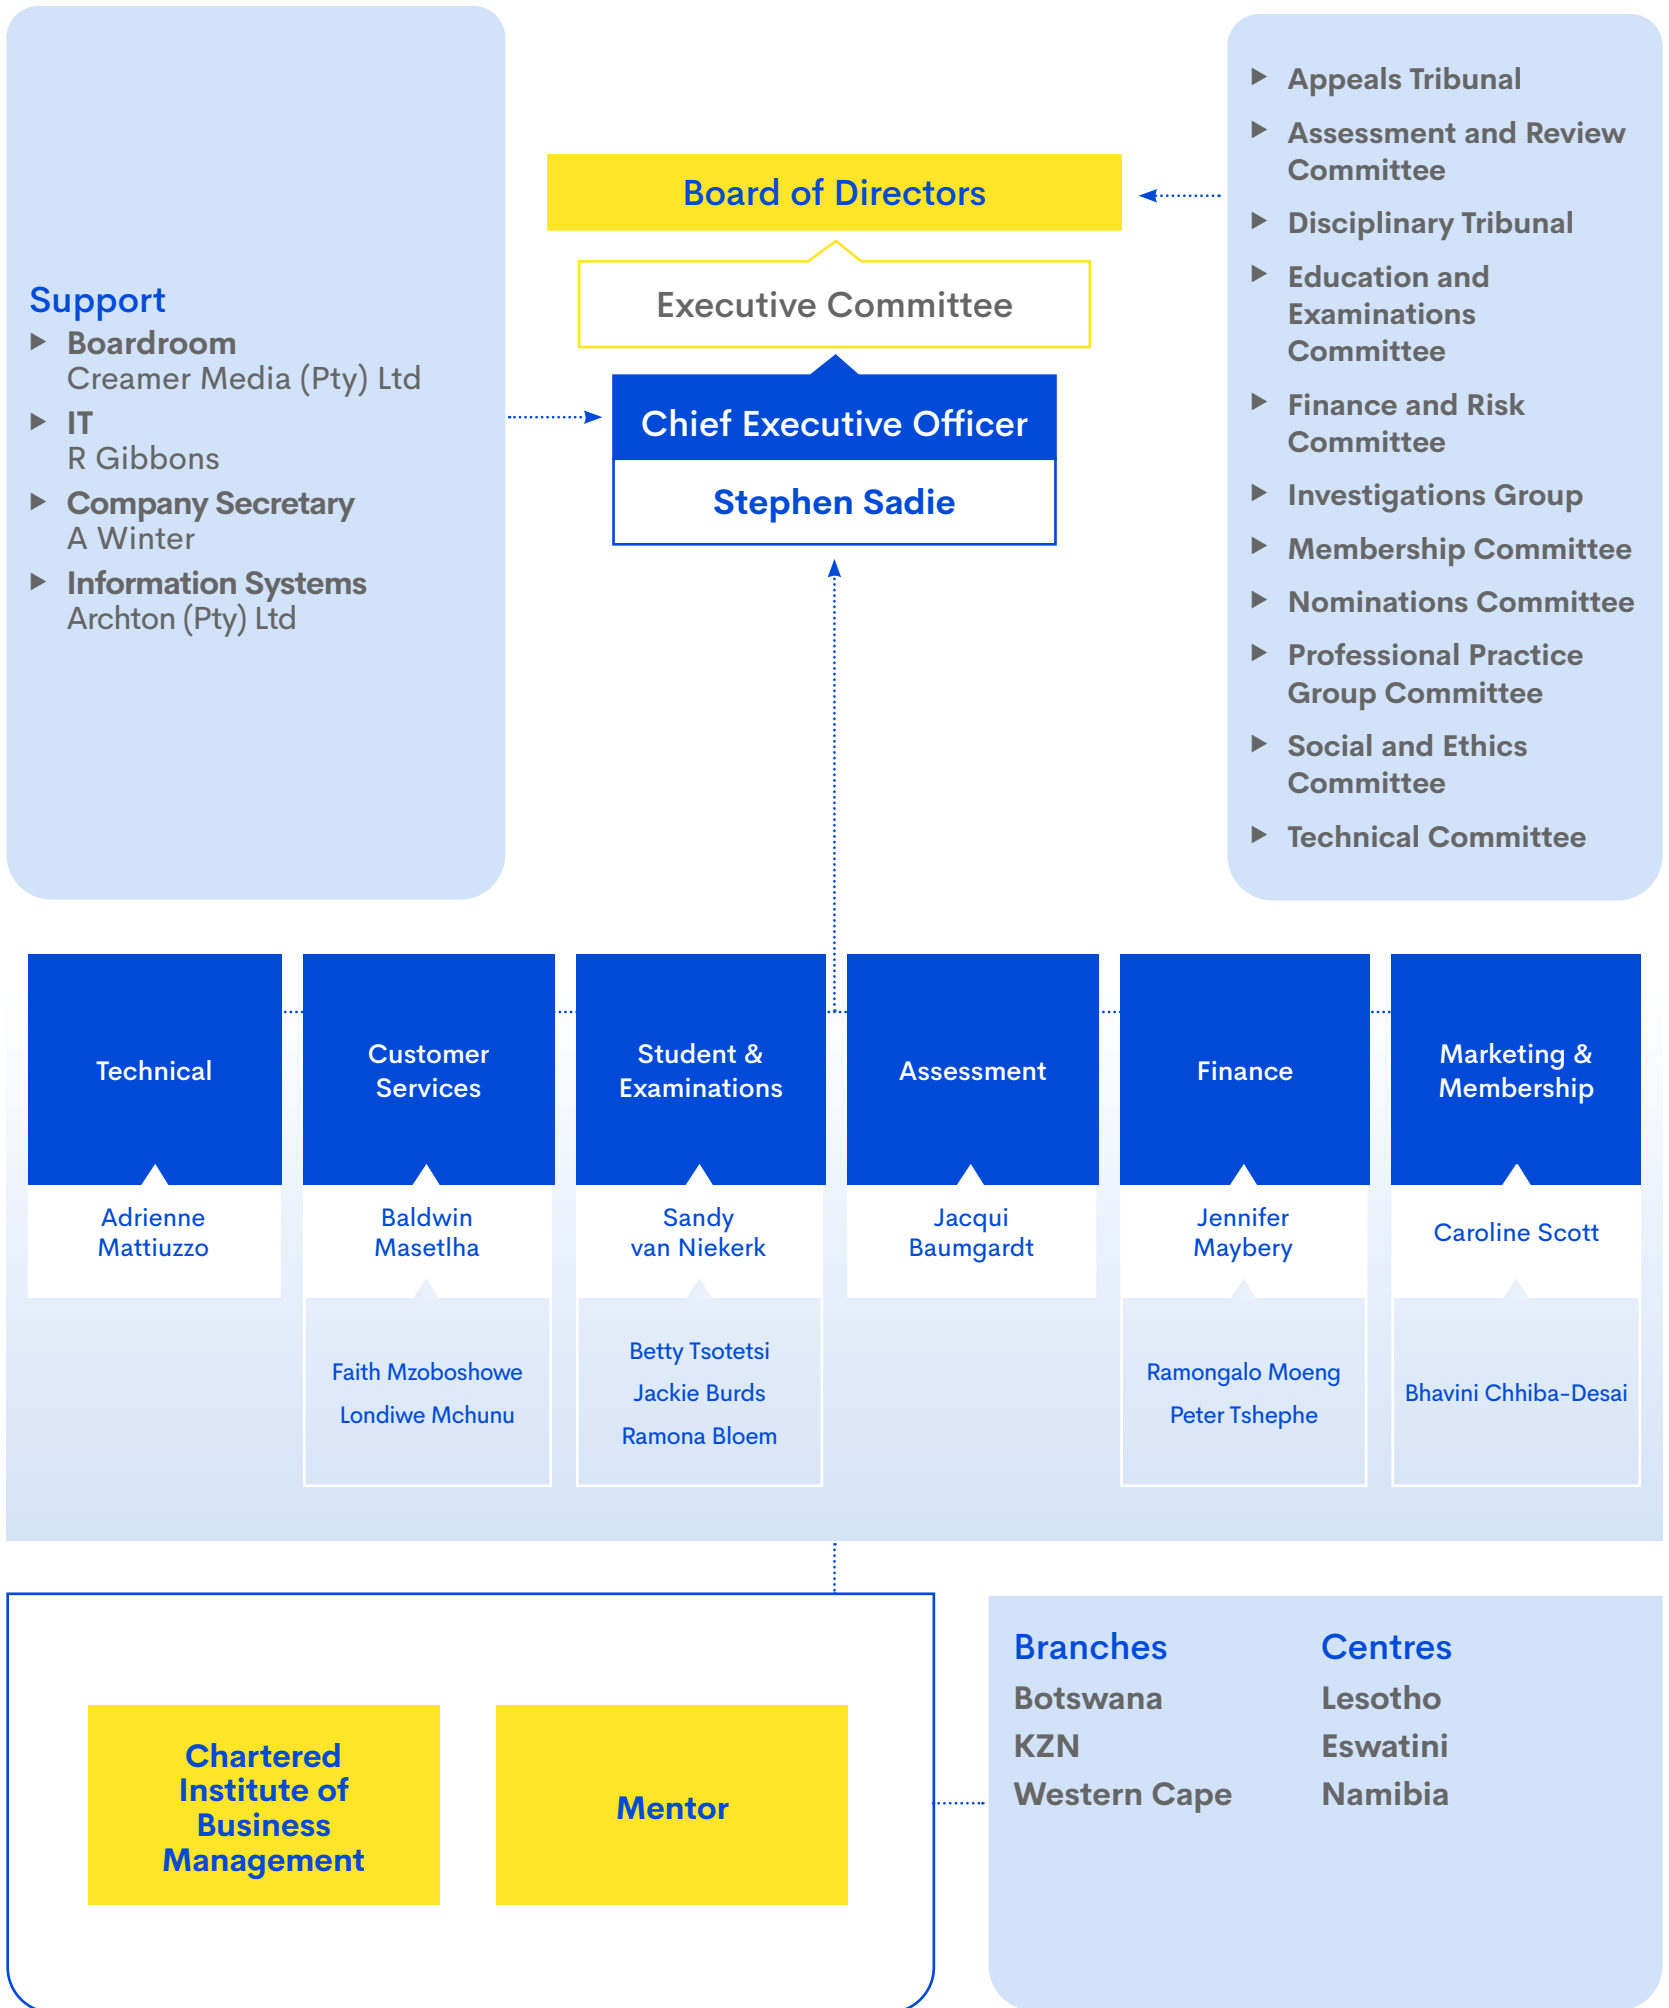 Support
Boardroom
Creamer Media (Pty) Ltd
IT
R Gibbons
Company Secretary
A Winter
Information Systems
Archton (Pty) Ltd
Board of Directors
Executive Committee
Chief Executive Officer
Stephen Sadie
Appeals Tribunal
Assessment and Review
Committee
Disciplinary Tribunal
Education and
Examinations
Committee
Finance and Risk
Committee
Investigations Group
Membership Committee
Nominations Committee
Professional Practice
Group Committee
Social and Ethics
Committee
Technical Committee
Technical
Adrienne
Mattiuzzo
Customer
Services
Baldwin
Masetlha
Faith Mzoboshowe
Londiwe Mchunu
Student &
Examinations
Sandy
van Niekerk
Betty Tsotetsi
Jackie Burds
Ramona Bloem
Assessment
Jacqui
Baumgardt
Finance
Jennifer
Maybery
Ramongalo Moeng
Peter Tshephe
Marketing &
Membership
Caroline Scott
Bhavini Chhiba-Desai
Chartered
Institute of
Business
Management
Mentor
Branches
Botswana
KZN
Western Cape
Centres
Lesotho
Eswatini
Namibia